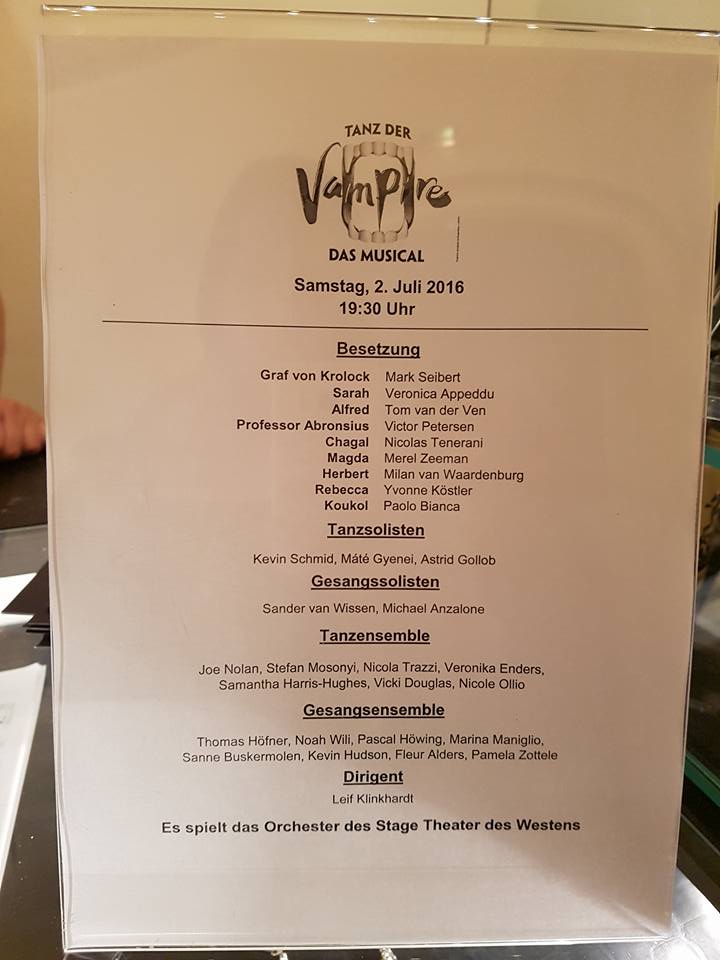 TANZ DER
Vampire
DAS MUSICAL
Samstag, 2. Juli 2016
19:30 Uhr
Besetzung
Graf von Krolock Mark Seibert
Sarah Veronica Appeddu
Alfred Tom van der Ven
Professor Abronsius Victor Petersen
Chagal Nicolas Tenerani
Magda Merel Zeeman
Herbert Milan van Waardenburg
Rebecca Yvonne Köstler
Koukol Paolo Bianca
Tanzsolisten
Kevin Schmid, Máté Gyenei, Astrid Gollob
Gesangssolisten
Sander van Wissen, Michael Anzalone
Tanzensemble
Joe Nolan, Stefan Mosonyi, Nicola Trazzi, Veronika Enders,
Samantha Harris-Hughes, Vicki Douglas, Nicole Ollio
Gesangsensemble
Thomas Höfner, Noah Wili, Pascal Höwing, Marina Maniglio,
Sanne Buskermolen, Kevin Hudson, Fleur Alders, Pamela Zottele
Dirigent
Leif Klinkhardt
Es spielt das Orchester des Stage Theater des Westens